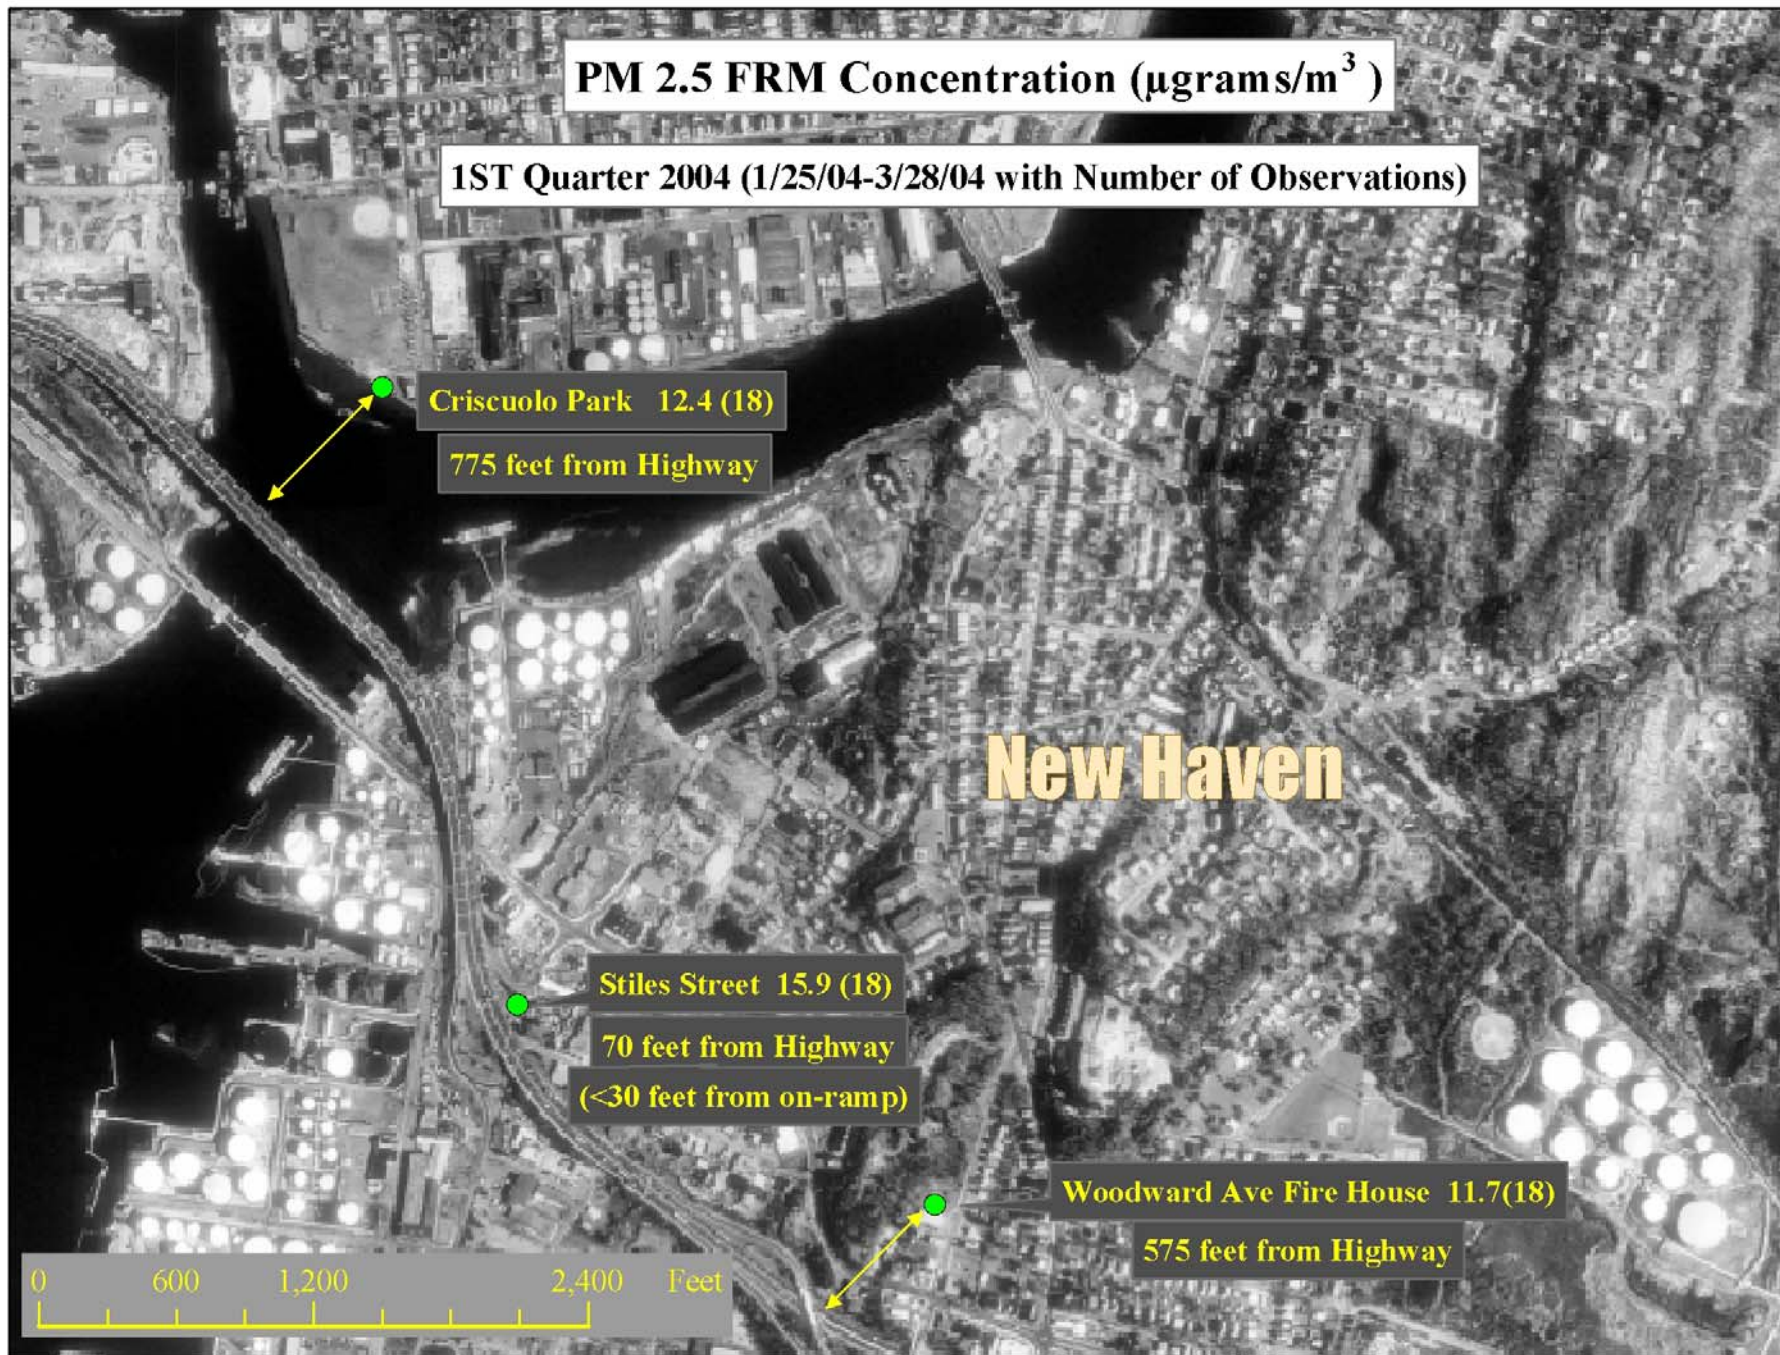 PM 2.5 FRM Concentration (µgrams/m³ )
1ST Quarter 2004 (1/25/04-3/28/04 with Number of Observations)
Criscuolo Park 12.4 (18)
775 feet from Highway
New Haven
Stiles Street 15.9 (18)
70 feet from Highway
(<30 feet from on-ramp)
Woodward Ave Fire House 11.7(18)
575 feet from Highway
0 600 1,200 2,400 Feet